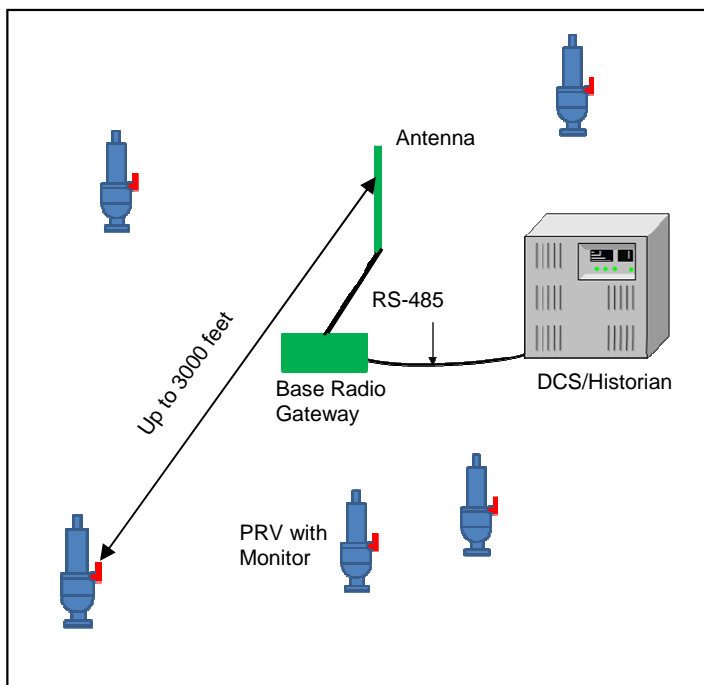 Antenna
RS-485
Up to 3000 feet
Base Radio
Gateway
DCS/Historian
PRV with
Monitor